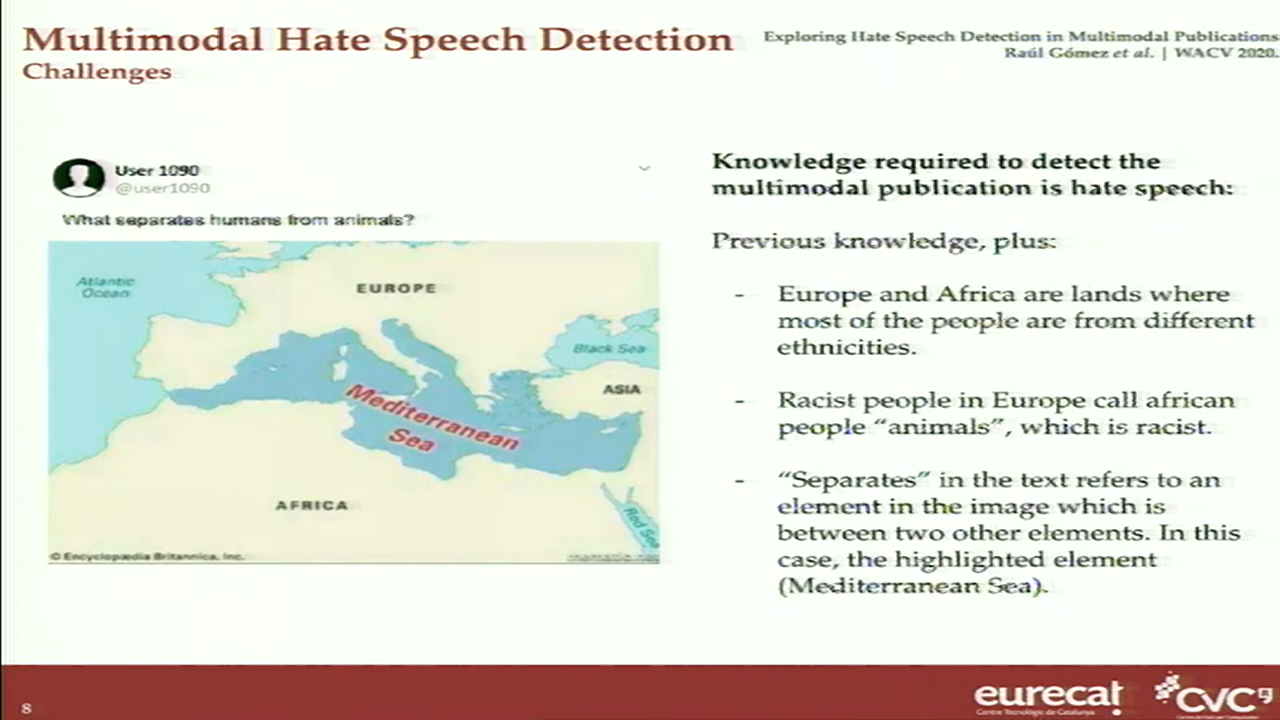 Multimodal Hate Speech Detection
Challenges
Exploring Hate Speech Detection in Multimodal Publications
Raúl Gómez et al. | WACV 2020.
User 1090
@user1090
What separates humans from animals?
Atlantic
Ocean
EUROPE
Black Sea
ASIA
Mediterranean
Sea
AFRICA
Red Sea
© Encyclopædia Britannica, Inc.
Knowledge required to detect the
multimodal publication is hate speech:
Previous knowledge, plus:
- Europe and Africa are lands where
most of the people are from different
ethnicities.
- Racist people in Europe call african
people “animals”, which is racist.
- “Separates” in the text refers to an
element in the image which is
between two other elements. In this
case, the highlighted element
(Mediterranean Sea).
8
eurecat
Centre Tecnològic de Catalunya
CVC